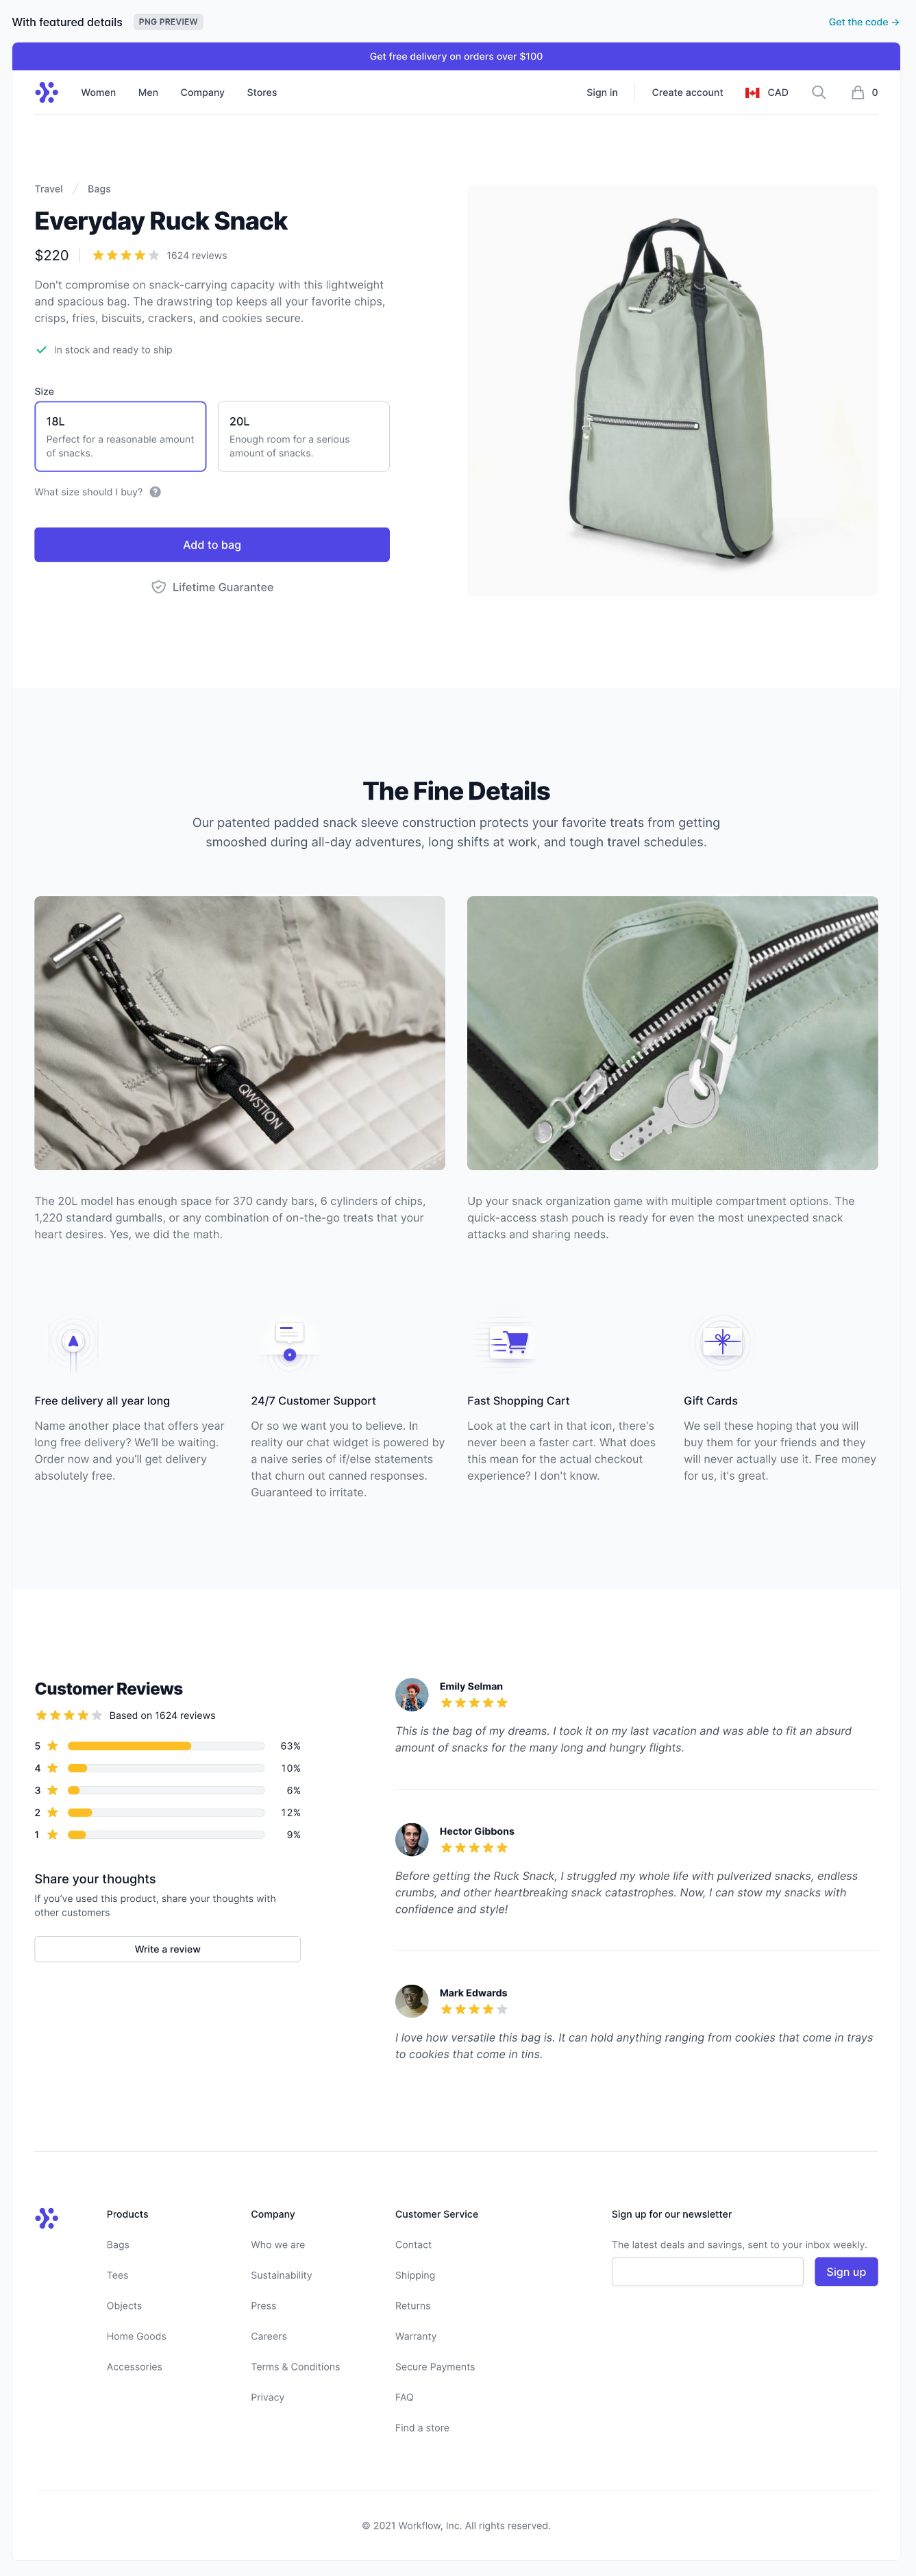 With featured details PNG PREVIEW Get the code →
Get free delivery on orders over $100
Women Men Company Stores Sign in Create account CAD 0
Travel / Bags
Everyday Ruck Snack
$220 1624 reviews
Don't compromise on snack-carrying capacity with this lightweight
and spacious bag. The drawstring top keeps all your favorite chips,
crisps, fries, biscuits, crackers, and cookies secure.
In stock and ready to ship
Size
18L
Perfect for a reasonable amount
of snacks.
20L
Enough room for a serious
amount of snacks.
What size should I buy? ?
Add to bag
Lifetime Guarantee
The Fine Details
Our patented padded snack sleeve construction protects your favorite treats from getting
smooshed during all-day adventures, long shifts at work, and tough travel schedules.
QWSTION
The 20L model has enough space for 370 candy bars, 6 cylinders of chips,
1,220 standard gumballs, or any combination of on-the-go treats that your
heart desires. Yes, we did the math.
Up your snack organization game with multiple compartment options. The
quick-access stash pouch is ready for even the most unexpected snack
attacks and sharing needs.
Free delivery all year long
Name another place that offers year
long free delivery? We'll be waiting.
Order now and you'll get delivery
absolutely free.
24/7 Customer Support
Or so we want you to believe. In
reality our chat widget is powered by
a naive series of if/else statements
that churn out canned responses.
Guaranteed to irritate.
Fast Shopping Cart
Look at the cart in that icon, there's
never been a faster cart. What does
this mean for the actual checkout
experience? I don't know.
Gift Cards
We sell these hoping that you will
buy them for your friends and they
will never actually use it. Free money
for us, it's great.
Customer Reviews
Based on 1624 reviews
5 63%
4 10%
3 6%
2 12%
1 9%
Share your thoughts
If you've used this product, share your thoughts with
other customers
Write a review
Emily Selman
This is the bag of my dreams. I took it on my last vacation and was able to fit an absurd
amount of snacks for the many long and hungry flights.
Hector Gibbons
Before getting the Ruck Snack, I struggled my whole life with pulverized snacks, endless
crumbs, and other heartbreaking snack catastrophes. Now, I can stow my snacks with
confidence and style!
Mark Edwards
I love how versatile this bag is. It can hold anything ranging from cookies that come in trays
to cookies that come in tins.
Products
Bags
Tees
Objects
Home Goods
Accessories
Company
Who we are
Sustainability
Press
Careers
Terms & Conditions
Privacy
Customer Service
Contact
Shipping
Returns
Warranty
Secure Payments
FAQ
Find a store
Sign up for our newsletter
The latest deals and savings, sent to your inbox weekly.
Sign up
© 2021 Workflow, Inc. All rights reserved.